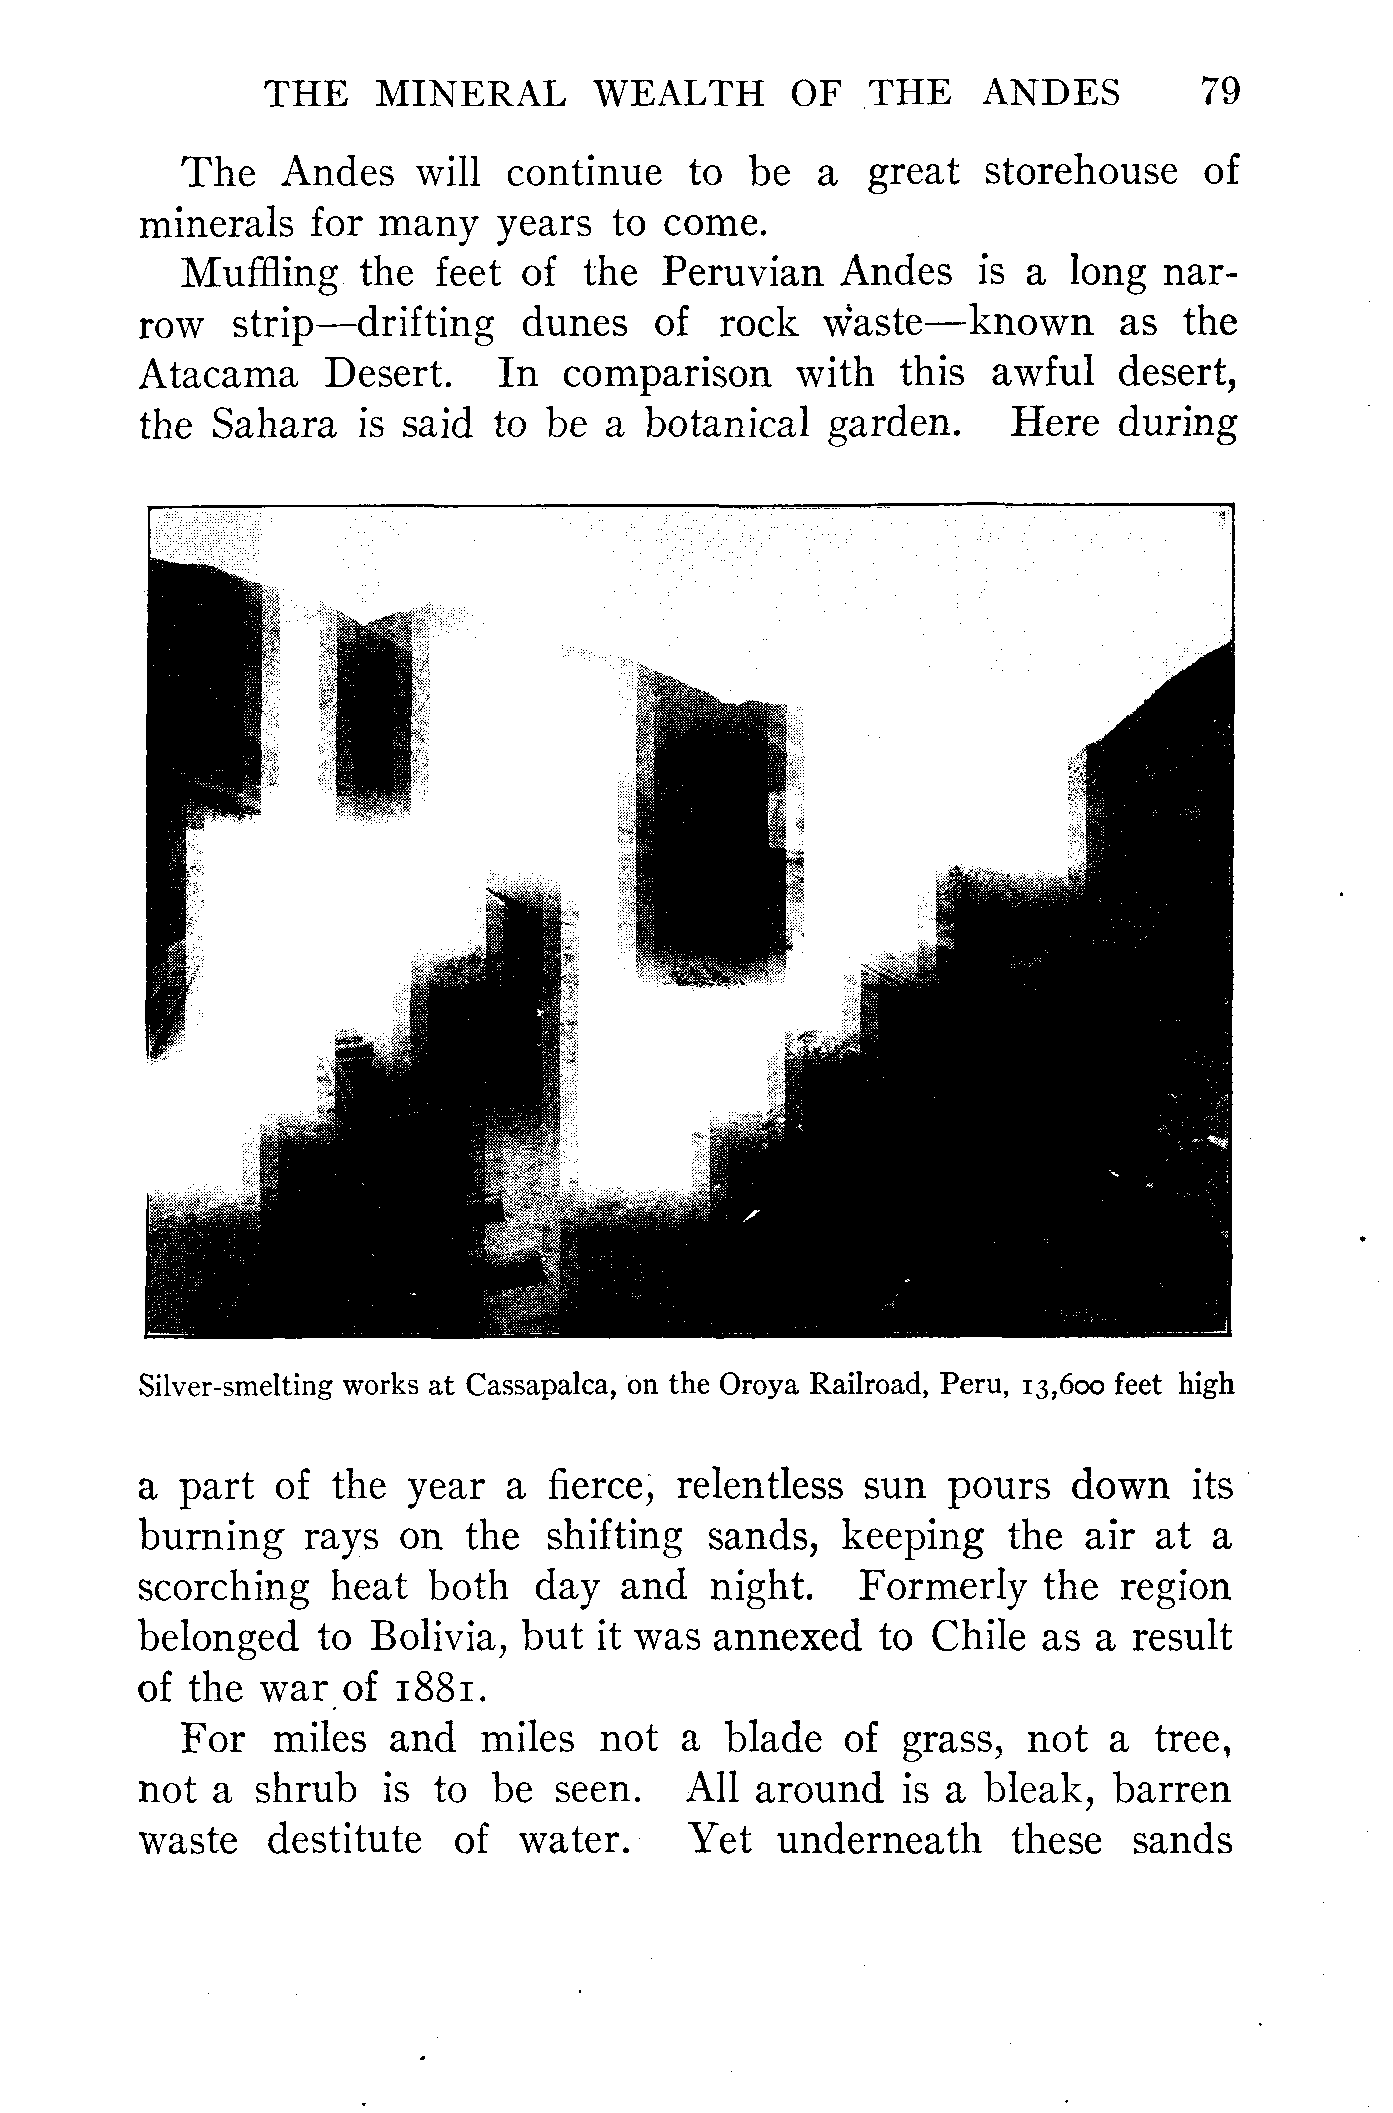 THE MINERAL WEALTH OF THE ANDES 79
The Andes will continue to be a great storehouse of
minerals for many years to come.
Muffling the feet of the Peruvian Andes is a long nar-
row strip—drifting dunes of rock waste—known as the
Atacama Desert. In comparison with this awful desert,
the Sahara is said to be a botanical garden. Here during
Silver-smelting works at Cassapalca, on the Oroya Railroad, Peru, 13,600 feet high
a part of the year a fierce, relentless sun pours down its
burning rays on the shifting sands, keeping the air at a
scorching heat both day and night. Formerly the region
belonged to Bolivia, but it was annexed to Chile as a result
of the war of 1881.
For miles and miles not a blade of grass, not a tree,
not a shrub is to be seen. All around is a bleak, barren
waste destitute of water. Yet underneath these sands